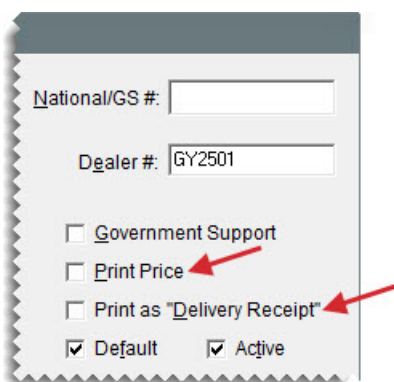 National/GS #:
Dealer #: GY2501
Government Support
Print Price
Print as "Delivery Receipt"
Default Active